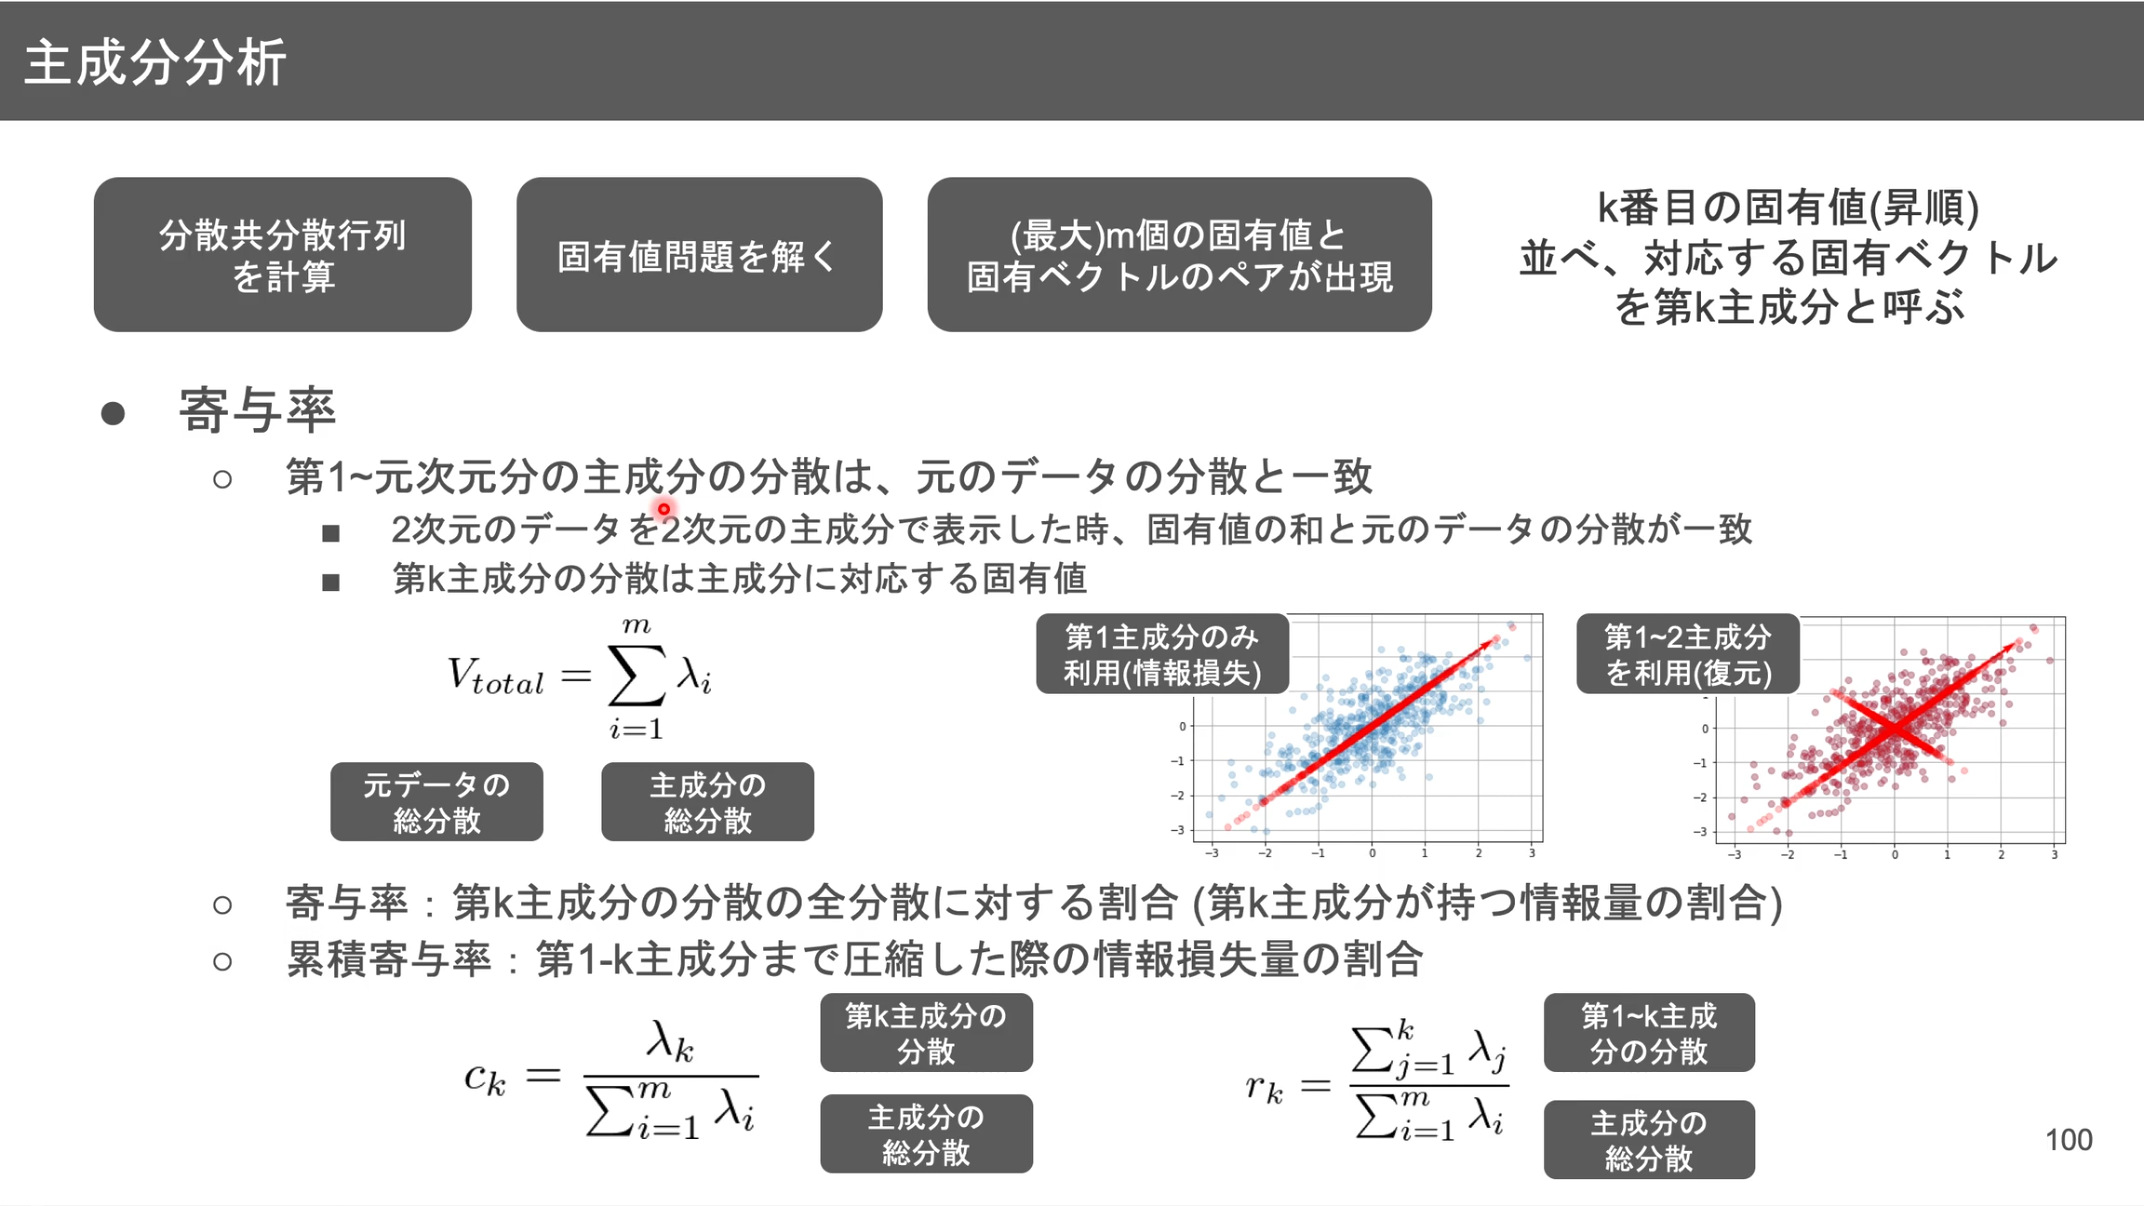 主成分分析
分散共分散行列
を計算
固有値問題を解く
(最大)m個の固有値と
固有ベクトルのペアが出現
k番目の固有値(昇順)
並べ、対応する固有ベクトル
を第k主成分と呼ぶ
● 寄与率
○ 第1~元次元分の主成分の分散は、元のデータの分散と一致
■ 2次元のデータを2次元の主成分で表示した時、固有値の和と元のデータの分散が一致
■ 第k主成分の分散は主成分に対応する固有値
V_{total} = \sum_{i=1}^{m} λ_i
元データの
総分散
主成分の
総分散
第1主成分のみ
利用(情報損失)
0
−1
−2
−3
−3 −2 −1 0 1 2 3
第1~2主成分
を利用(復元)
0
−1
−2
−3
−3 −2 −1 0 1 2 3
○ 寄与率：第k主成分の分散の全分散に対する割合 (第k主成分が持つ情報量の割合)
○ 累積寄与率：第1-k主成分まで圧縮した際の情報損失量の割合
c_k = \frac{λ_k}{\sum_{i=1}^{m} λ_i}
第k主成分の
分散
主成分の
総分散
r_k = \frac{\sum_{j=1}^{k} λ_j}{\sum_{i=1}^{m} λ_i}
第1~k主成
分の分散
主成分の
総分散
100